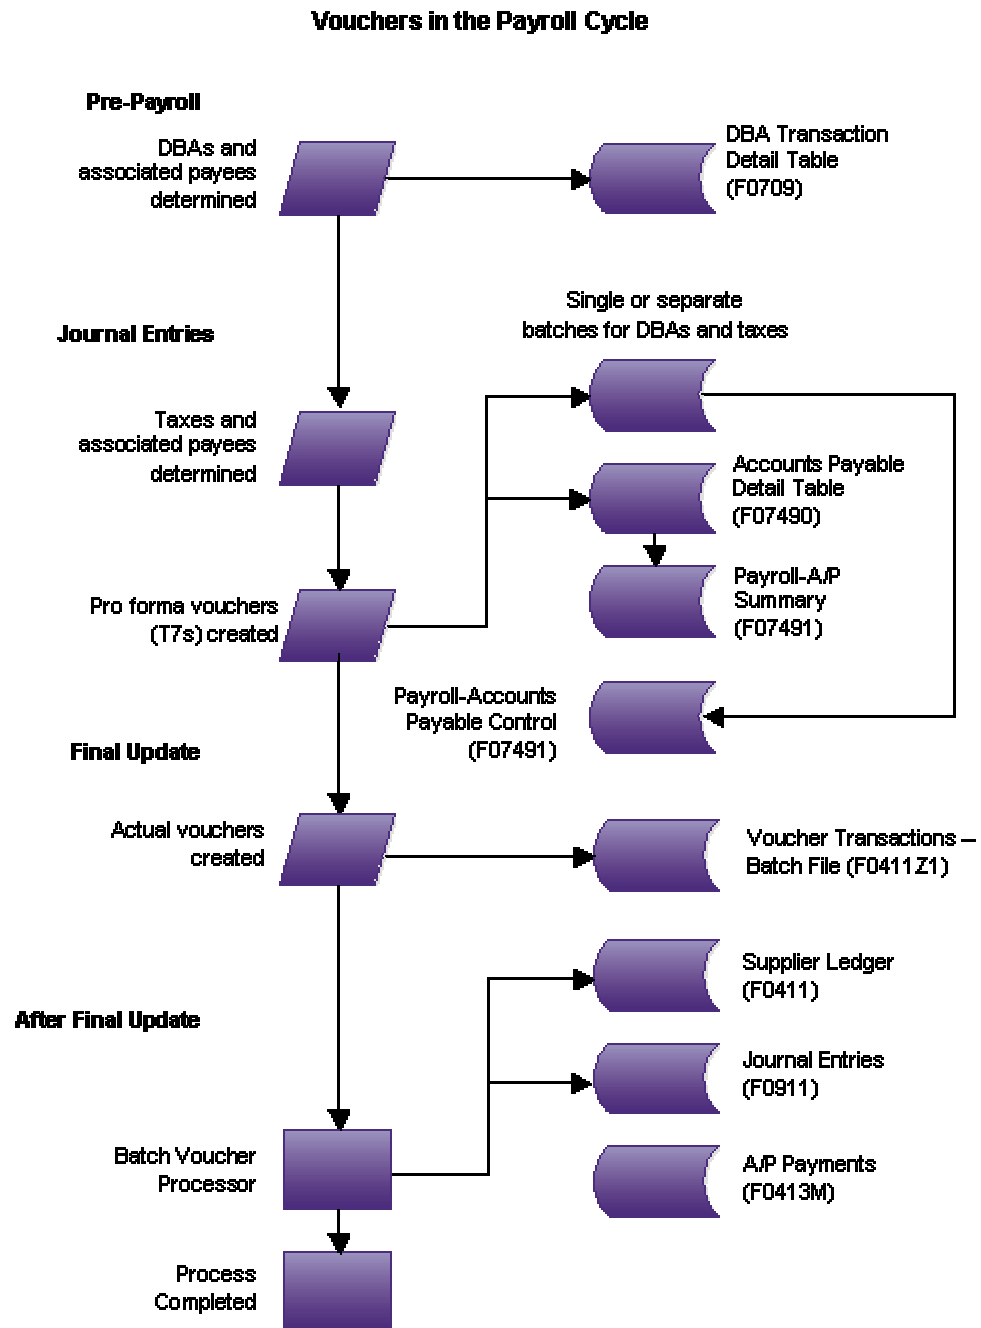 Vouchers in the Payroll Cycle
Pre-Payroll
DBAs and
associated payees
determined
DBA Transaction
Detail Table
(F0709)
Single or separate
batches for DBAs and taxes
Journal Entries
Taxes and
associated payees
determined
Accounts Payable
Detail Table
(F07490)
Pro forma vouchers
(T7s) created
Payroll-A/P
Summary
(F07491)
Payroll-Accounts
Payable Control
(F07491)
Final Update
Actual vouchers
created
Voucher Transactions –
Batch File (F0411Z1)
Supplier Ledger
(F0411)
After Final Update
Journal Entries
(F0911)
Batch Voucher
Processor
A/P Payments
(F0413M)
Process
Completed